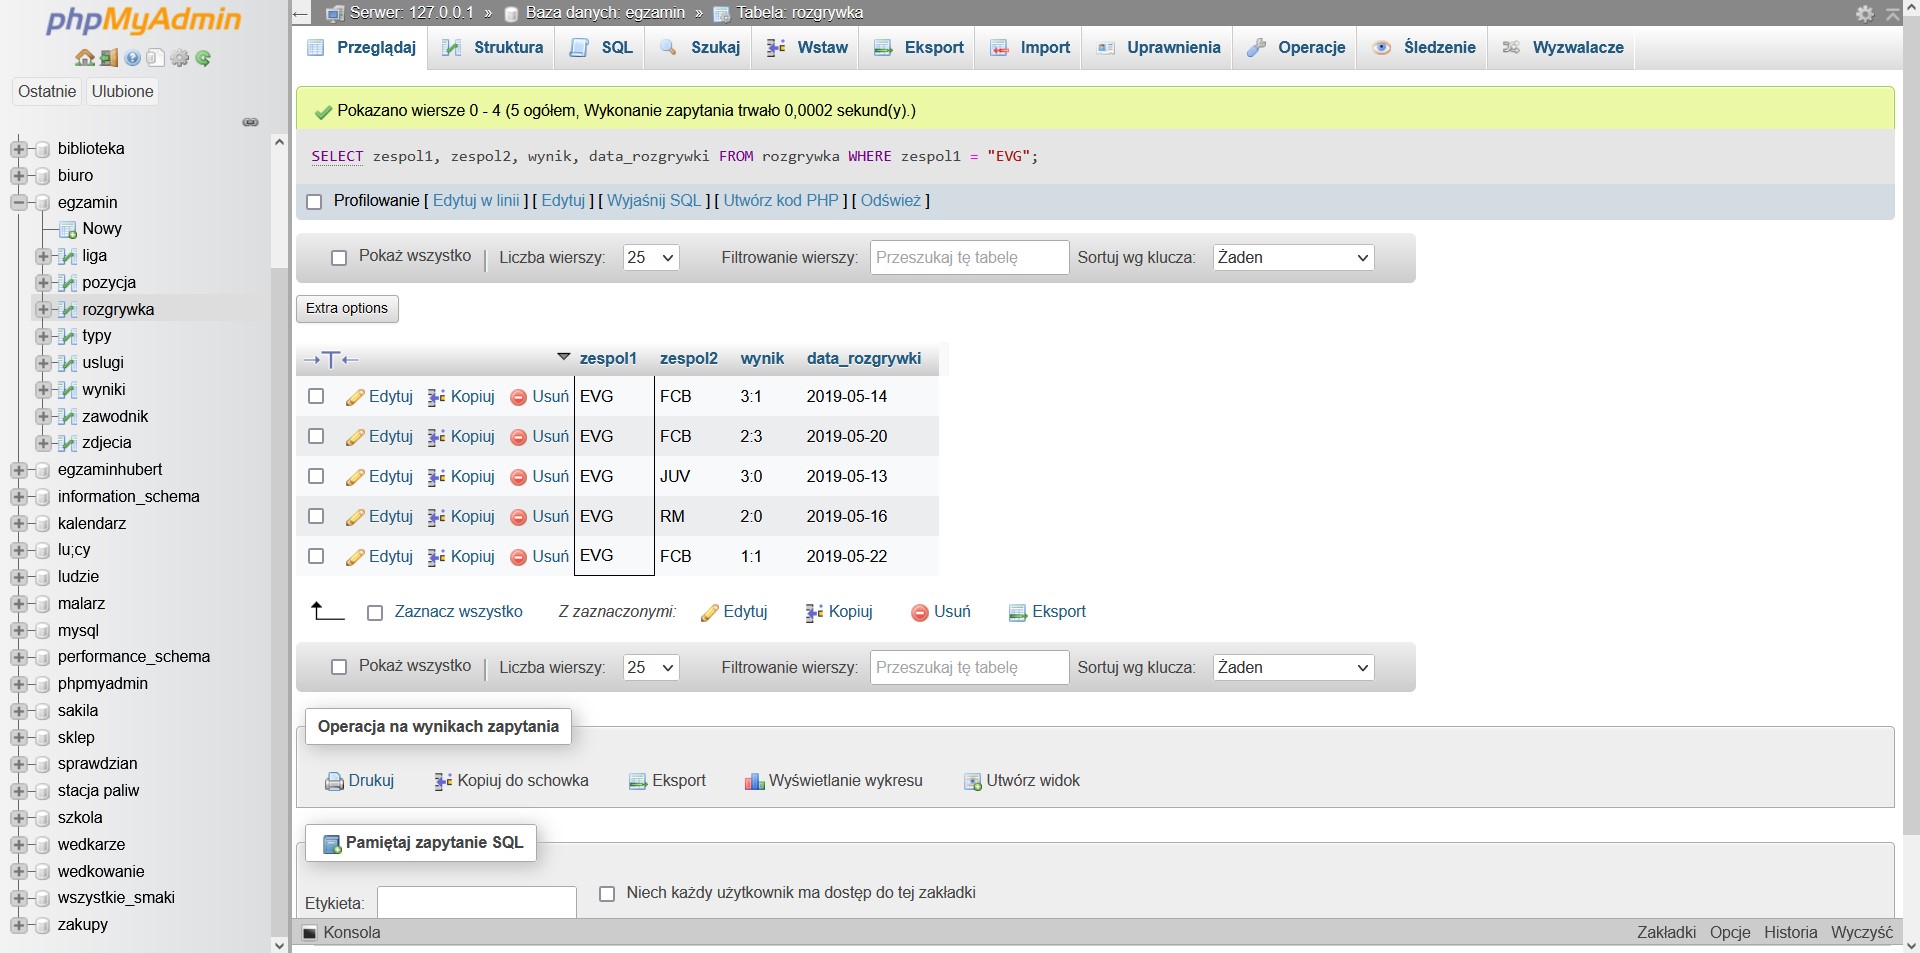 phpMyAdmin
Ostatnie Ulubione
biblioteka
biuro
egzamin
Nowy
liga
pozycja
rozgrywka
typy
uslugi
wyniki
zawodnik
zdjecia
egzaminhubert
information_schema
kalendarz
lu;cy
ludzie
malarz
mysql
performance_schema
phpmyadmin
sakila
sklep
sprawdzian
stacja paliw
szkola
wedkarze
wedkowanie
wszystkie_smaki
zakupy
Serwer: 127.0.0.1 » Baza danych: egzamin » Tabela: rozgrywka
Przeglądaj Struktura SQL Szukaj Wstaw Eksport Import Uprawnienia Operacje Śledzenie Wyzwalacze
Pokazano wiersze 0 - 4 (5 ogółem, Wykonanie zapytania trwało 0,0002 sekund(y).)
SELECT zespol1, zespol2, wynik, data_rozgrywki FROM rozgrywka WHERE zespol1 = "EVG";
Profilowanie [ Edytuj w linii ] [ Edytuj ] [ Wyjaśnij SQL ] [ Utwórz kod PHP ] [ Odśwież ]
Pokaż wszystko | Liczba wierszy: 25 Filtrowanie wierszy: Przeszukaj tę tabelę Sortuj wg klucza: Żaden
Extra options
←T→ zespol1 zespol2 wynik data_rozgrywki
Edytuj Kopiuj Usuń EVG FCB 3:1 2019-05-14
Edytuj Kopiuj Usuń EVG FCB 2:3 2019-05-20
Edytuj Kopiuj Usuń EVG JUV 3:0 2019-05-13
Edytuj Kopiuj Usuń EVG RM 2:0 2019-05-16
Edytuj Kopiuj Usuń EVG FCB 1:1 2019-05-22
Zaznacz wszystko Z zaznaczonymi: Edytuj Kopiuj Usuń Eksport
Pokaż wszystko | Liczba wierszy: 25 Filtrowanie wierszy: Przeszukaj tę tabelę Sortuj wg klucza: Żaden
Operacja na wynikach zapytania
Drukuj Kopiuj do schowka Eksport Wyświetlanie wykresu Utwórz widok
Pamiętaj zapytanie SQL
Etykieta: Niech każdy użytkownik ma dostęp do tej zakładki
Konsola Zakładki Opcje Historia Wyczyść